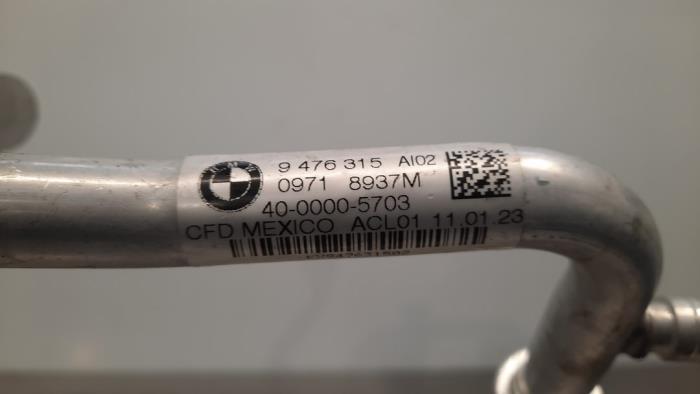 9 476 315 AI02
0971 8937M
40-0000-5703
CFD MEXICO ACL01 11.01.23